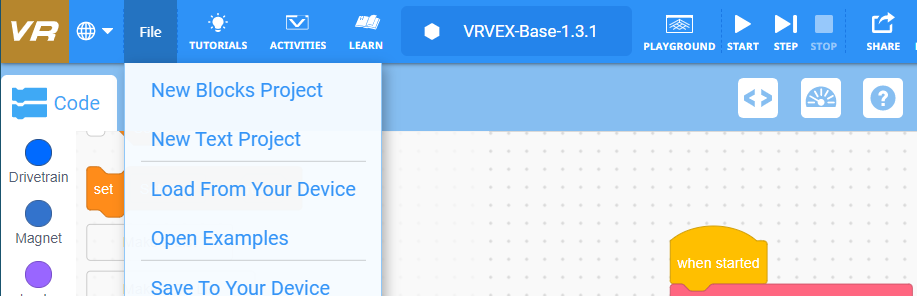 VR
File
TUTORIALS
ACTIVITIES
LEARN
VRVEX-Base-1.3.1
PLAYGROUND
START
STEP
STOP
SHARE
Code
New Blocks Project
New Text Project
Load From Your Device
Open Examples
Save To Your Device
Drivetrain
set
Magnet
when started